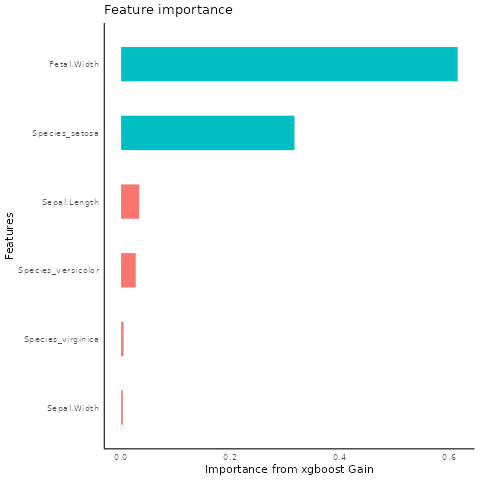 Feature importance
Petal.Width
Species_setosa
Sepal.Length
Species_versicolor
Species_virginica
Sepal.Width
Features
0.0 0.2 0.4 0.6
Importance from xgboost Gain